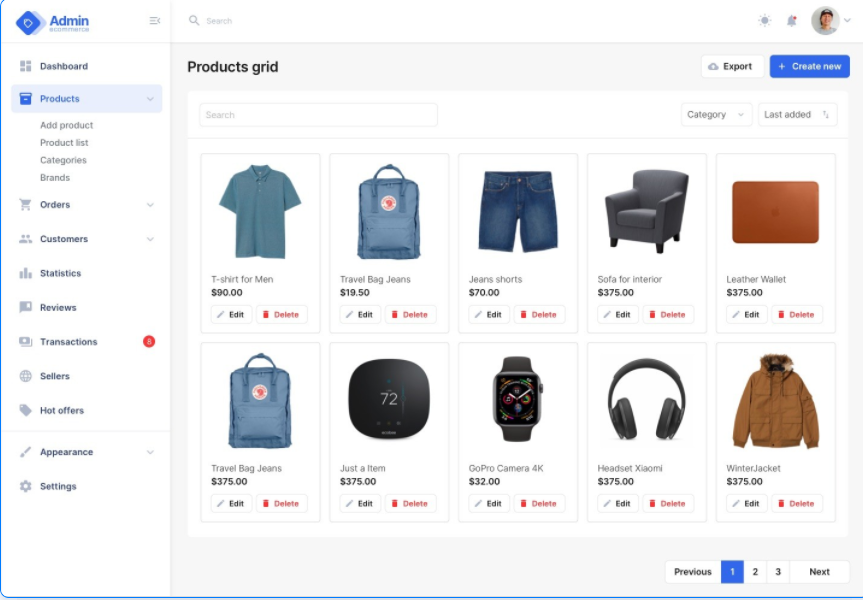 Admin
ecommerce
Search
Dashboard
Products
Add product
Product list
Categories
Brands
Orders
Customers
Statistics
Reviews
Transactions 8
Sellers
Hot offers
Appearance
Settings
Products grid
Export
+ Create new
Search
Category
Last added
T-shirt for Men
$90.00
Edit Delete
Travel Bag Jeans
$19.50
Edit Delete
Jeans shorts
$70.00
Edit Delete
Sofa for interior
$375.00
Edit Delete
Leather Wallet
$375.00
Edit Delete
Travel Bag Jeans
$375.00
Edit Delete
72
Just a Item
$375.00
Edit Delete
GoPro Camera 4K
$32.00
Edit Delete
Headset Xiaomi
$375.00
Edit Delete
WinterJacket
$375.00
Edit Delete
Previous 1 2 3 Next